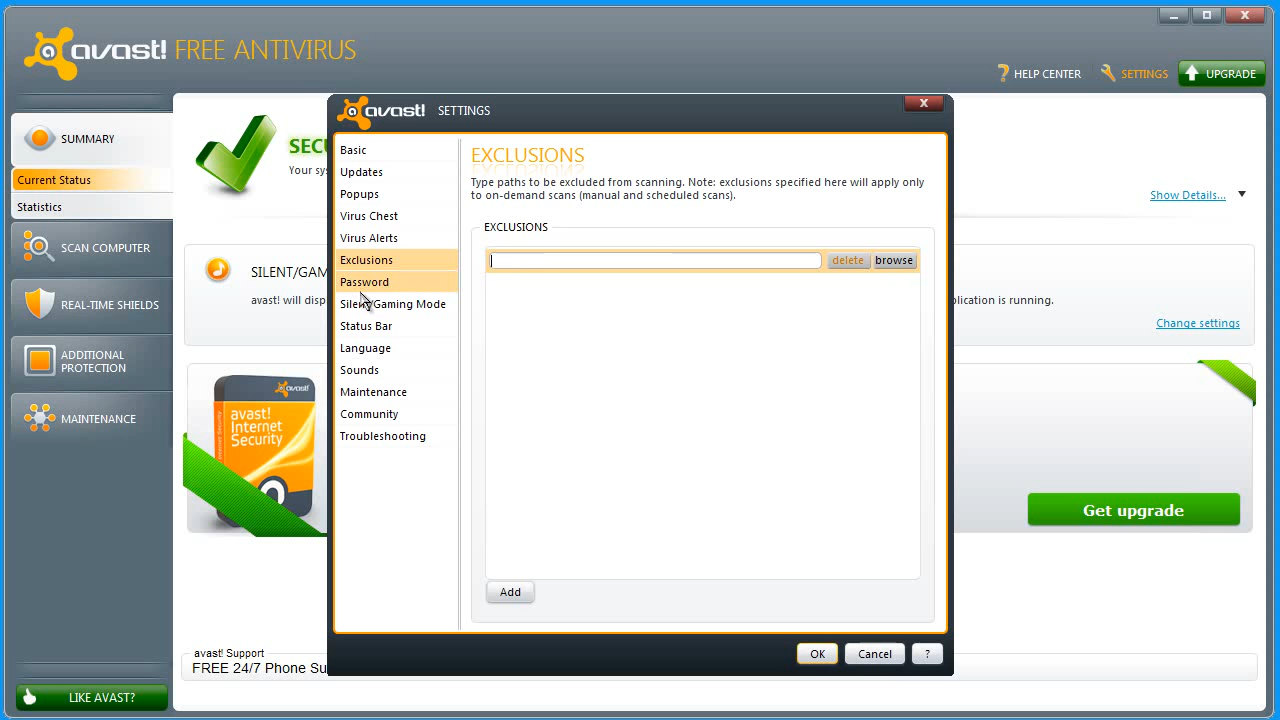 avast! FREE ANTIVIRUS
HELP CENTER
SETTINGS
UPGRADE
SUMMARY
Current Status
Statistics
SCAN COMPUTER
REAL-TIME SHIELDS
ADDITIONAL
PROTECTION
MAINTENANCE
LIKE AVAST?
SECU
Your sys
Show Details...
SILENT/GAM
avast! will disp
plication is running.
Change settings
avast!
avast!
Internet
Security
Get upgrade
avast! Support
FREE 24/7 Phone Su
avast! SETTINGS
X
Basic
Updates
Popups
Virus Chest
Virus Alerts
Exclusions
Password
Silent/Gaming Mode
Status Bar
Language
Sounds
Maintenance
Community
Troubleshooting
EXCLUSIONS
Type paths to be excluded from scanning. Note: exclusions specified here will apply only
to on-demand scans (manual and scheduled scans).
EXCLUSIONS
delete browse
Add
OK Cancel ?